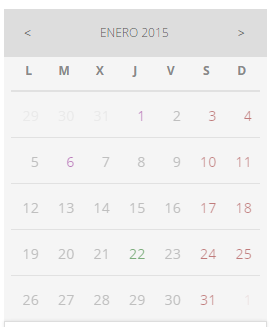 < ENERO 2015 >
L M X J V S D
29 30 31 1 2 3 4
5 6 7 8 9 10 11
12 13 14 15 16 17 18
19 20 21 22 23 24 25
26 27 28 29 30 31 1